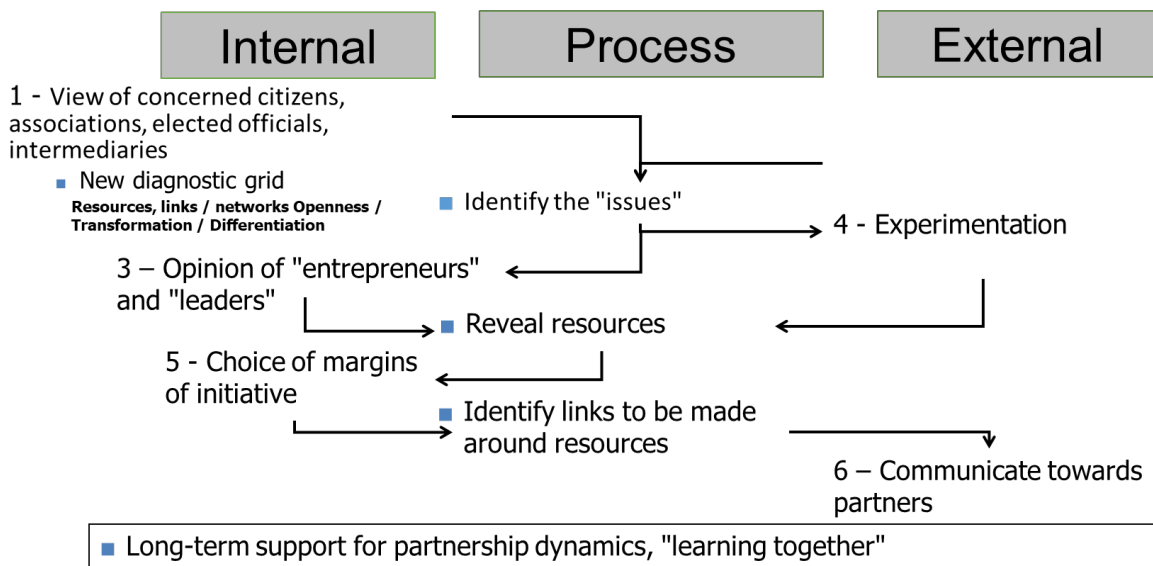 Internal
Process
External
1 - View of concerned citizens,
associations, elected officials,
intermediaries
New diagnostic grid
Resources, links / networks Openness /
Transformation / Differentiation
Identify the "issues"
4 - Experimentation
3 – Opinion of "entrepreneurs"
and "leaders"
Reveal resources
5 - Choice of margins
of initiative
Identify links to be made
around resources
6 – Communicate towards
partners
Long-term support for partnership dynamics, "learning together"